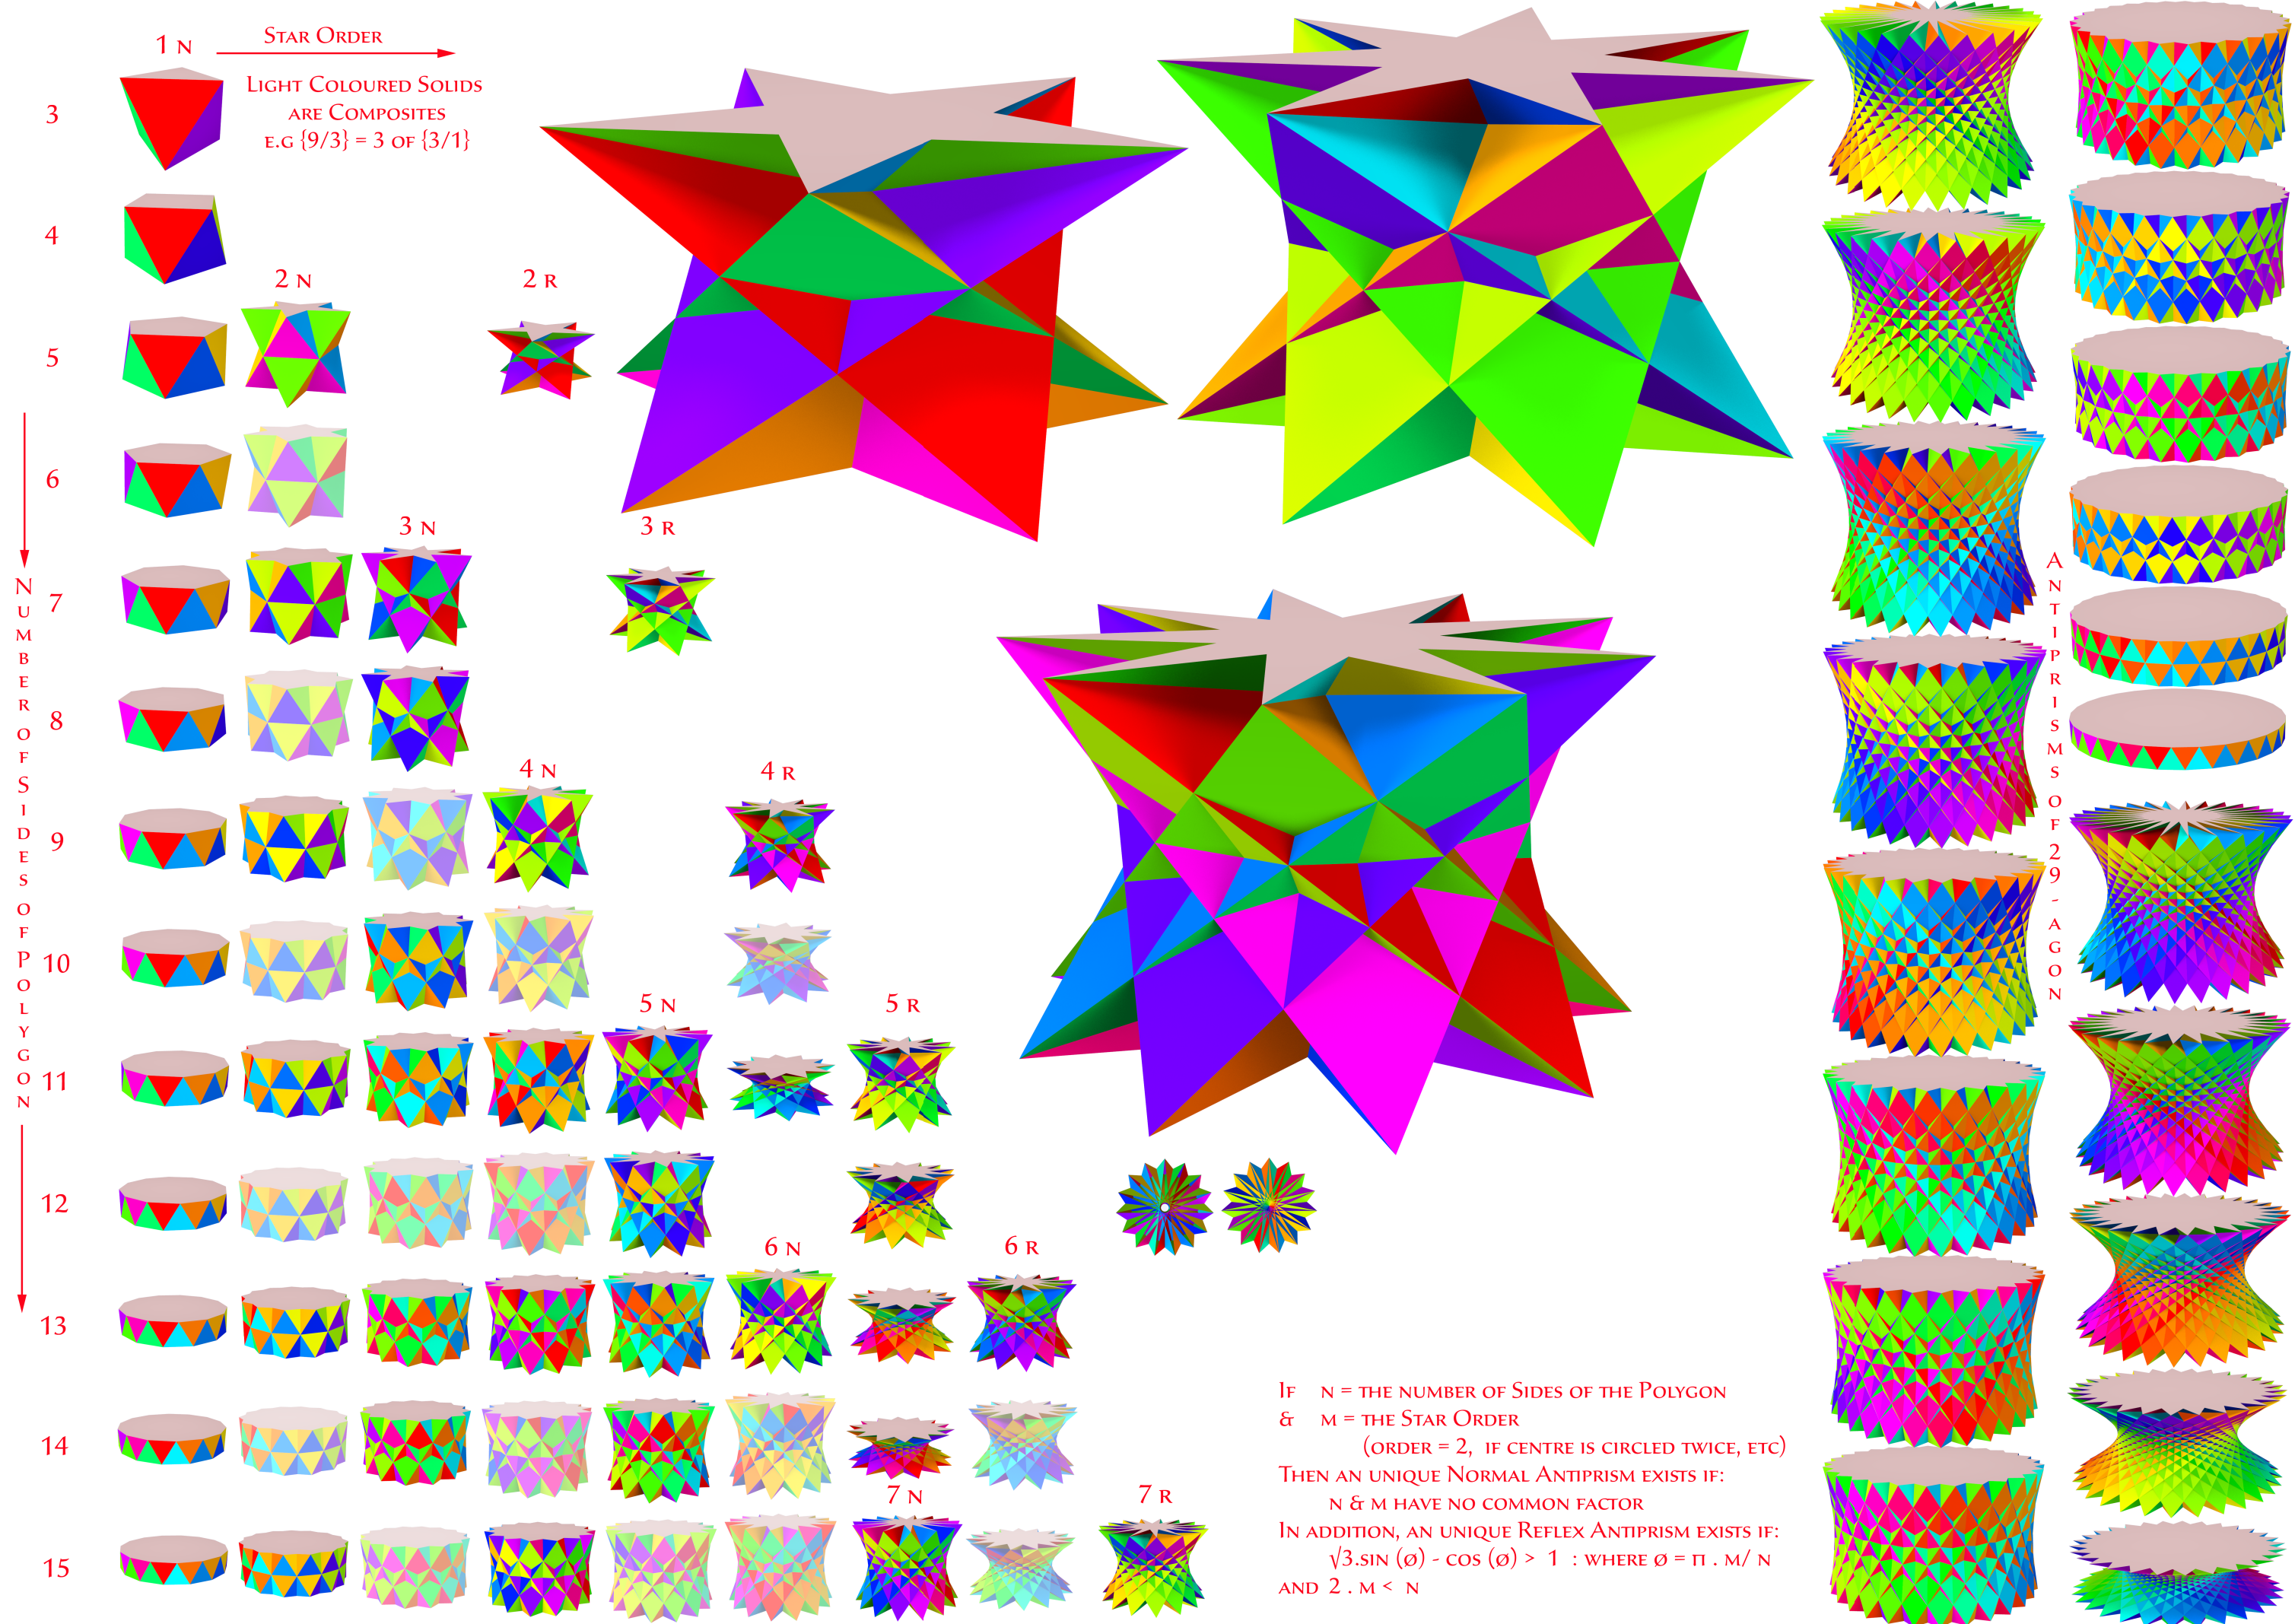 1 N
Star Order
Light Coloured Solids
are Composites
e.g {9/3} = 3 of {3/1}
3
4
2 N
2 R
5
6
3 N
3 R
7
8
4 N
4 R
9
10
5 N
5 R
11
12
6 N
6 R
13
14
7 N
7 R
15
Number of Sides of Polygon
If N = the number of Sides of the Polygon
& M = the Star Order
(order = 2, if centre is circled twice, etc)
Then an unique Normal Antiprism exists if:
N & M have no common factor
In addition, an unique Reflex Antiprism exists if:
√3.sin (ø) - cos (ø) > 1 : where ø = π . M/ N
and 2 . M < N
Antiprisms of 29-agon